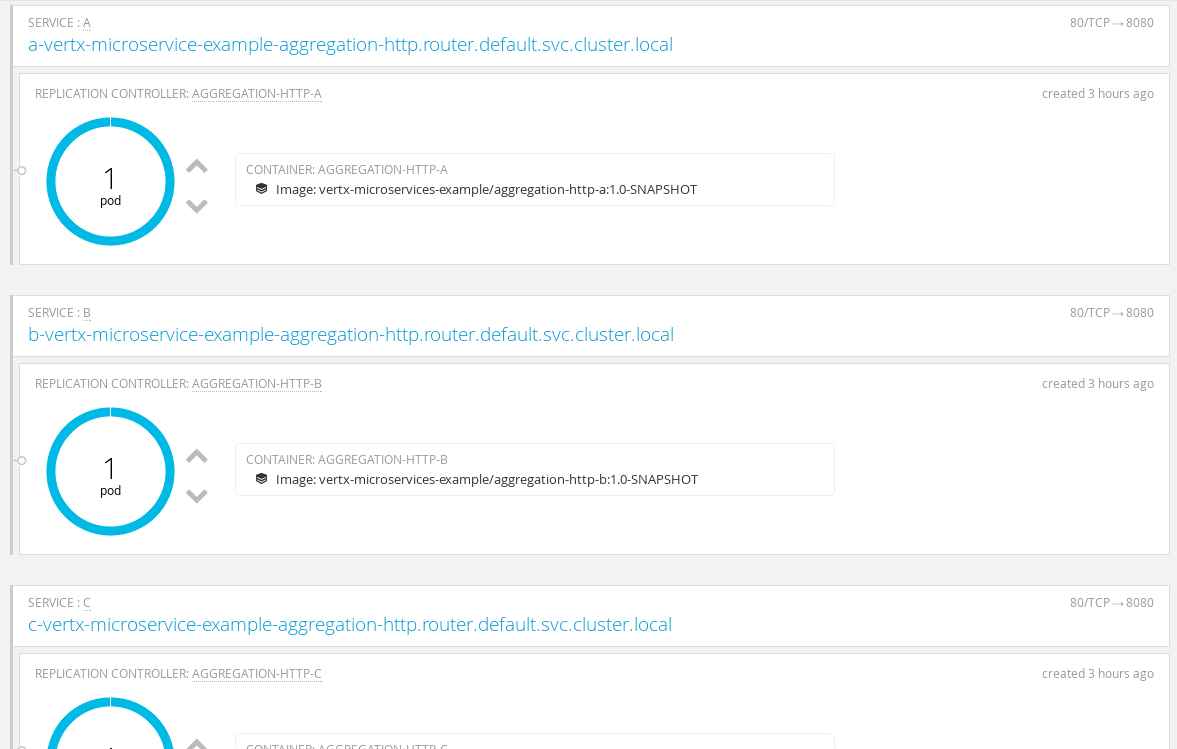 SERVICE : A
80/TCP → 8080
a-vertx-microservice-example-aggregation-http.router.default.svc.cluster.local
REPLICATION CONTROLLER: AGGREGATION-HTTP-A
created 3 hours ago
1
pod
CONTAINER: AGGREGATION-HTTP-A
Image: vertx-microservices-example/aggregation-http-a:1.0-SNAPSHOT
SERVICE : B
80/TCP → 8080
b-vertx-microservice-example-aggregation-http.router.default.svc.cluster.local
REPLICATION CONTROLLER: AGGREGATION-HTTP-B
created 3 hours ago
1
pod
CONTAINER: AGGREGATION-HTTP-B
Image: vertx-microservices-example/aggregation-http-b:1.0-SNAPSHOT
SERVICE : C
80/TCP → 8080
c-vertx-microservice-example-aggregation-http.router.default.svc.cluster.local
REPLICATION CONTROLLER: AGGREGATION-HTTP-C
created 3 hours ago
CONTAINER: AGGREGATION-HTTP-C